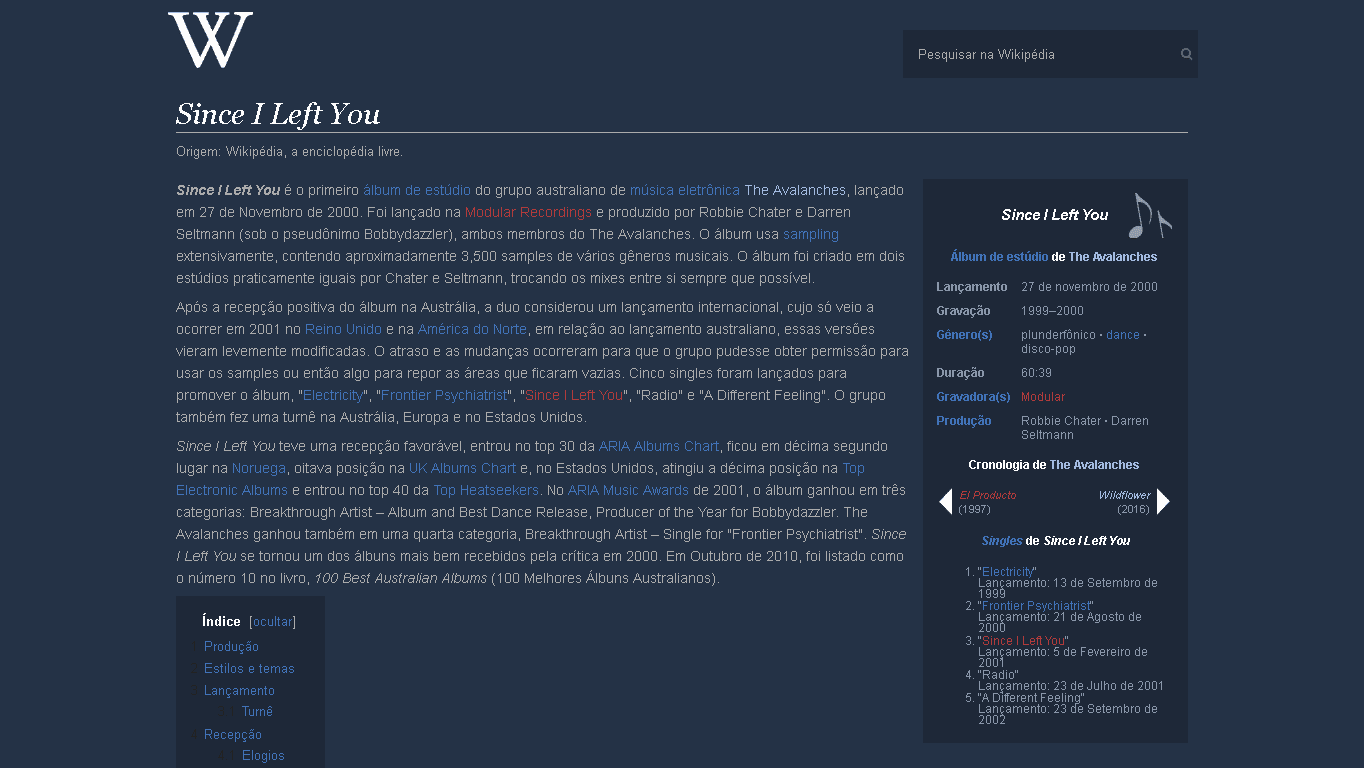 W
Pesquisar na Wikipédia
Since I Left You
Origem: Wikipédia, a enciclopédia livre.
Since I Left You é o primeiro álbum de estúdio do grupo australiano de música eletrônica The Avalanches, lançado
em 27 de Novembro de 2000. Foi lançado na Modular Recordings e produzido por Robbie Chater e Darren
Seltmann (sob o pseudônimo Bobbydazzler), ambos membros do The Avalanches. O álbum usa sampling
extensivamente, contendo aproximadamente 3,500 samples de vários gêneros musicais. O álbum foi criado em dois
estúdios praticamente iguais por Chater e Seltmann, trocando os mixes entre si sempre que possível.
Após a recepção positiva do álbum na Austrália, a duo considerou um lançamento internacional, cujo só veio a
ocorrer em 2001 no Reino Unido e na América do Norte, em relação ao lançamento australiano, essas versões
vieram levemente modificadas. O atraso e as mudanças ocorreram para que o grupo pudesse obter permissão para
usar os samples ou então algo para repor as áreas que ficaram vazias. Cinco singles foram lançados para
promover o álbum, "Electricity", "Frontier Psychiatrist", "Since I Left You", "Radio" e "A Different Feeling". O grupo
também fez uma turnê na Austrália, Europa e no Estados Unidos.
Since I Left You teve uma recepção favorável, entrou no top 30 da ARIA Albums Chart, ficou em décima segundo
lugar na Noruega, oitava posição na UK Albums Chart e, no Estados Unidos, atingiu a décima posição na Top
Electronic Albums e entrou no top 40 da Top Heatseekers. No ARIA Music Awards de 2001, o álbum ganhou em três
categorias: Breakthrough Artist – Album and Best Dance Release, Producer of the Year for Bobbydazzler. The
Avalanches ganhou também em uma quarta categoria, Breakthrough Artist – Single for "Frontier Psychiatrist". Since
I Left You se tornou um dos álbuns mais bem recebidos pela crítica em 2000. Em Outubro de 2010, foi listado como
o número 10 no livro, 100 Best Australian Albums (100 Melhores Álbuns Australianos).
Índice [ocultar]
Produção
Estilos e temas
Lançamento
Turnê
Recepção
Elogios
Since I Left You
Álbum de estúdio de The Avalanches
Lançamento 27 de novembro de 2000
Gravação 1999–2000
Gênero(s) plunderfônico · dance ·
disco-pop
Duração 60:39
Gravadora(s) Modular
Produção Robbie Chater · Darren
Seltmann
Cronologia de The Avalanches
El Producto Wildflower
(1997) (2016)
Singles de Since I Left You
1. "Electricity"
Lançamento: 13 de Setembro de
1999
2. "Frontier Psychiatrist"
Lançamento: 21 de Agosto de
2000
3. "Since I Left You"
Lançamento: 5 de Fevereiro de
2001
4. "Radio"
Lançamento: 23 de Julho de 2001
5. "A Different Feeling"
Lançamento: 23 de Setembro de
2002